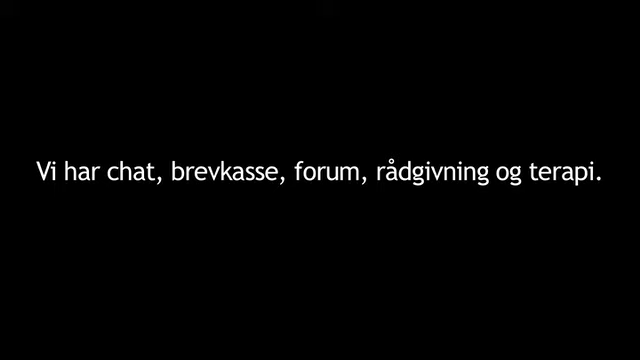 Vi har chat, brevkasse, forum, rådgivning og terapi.